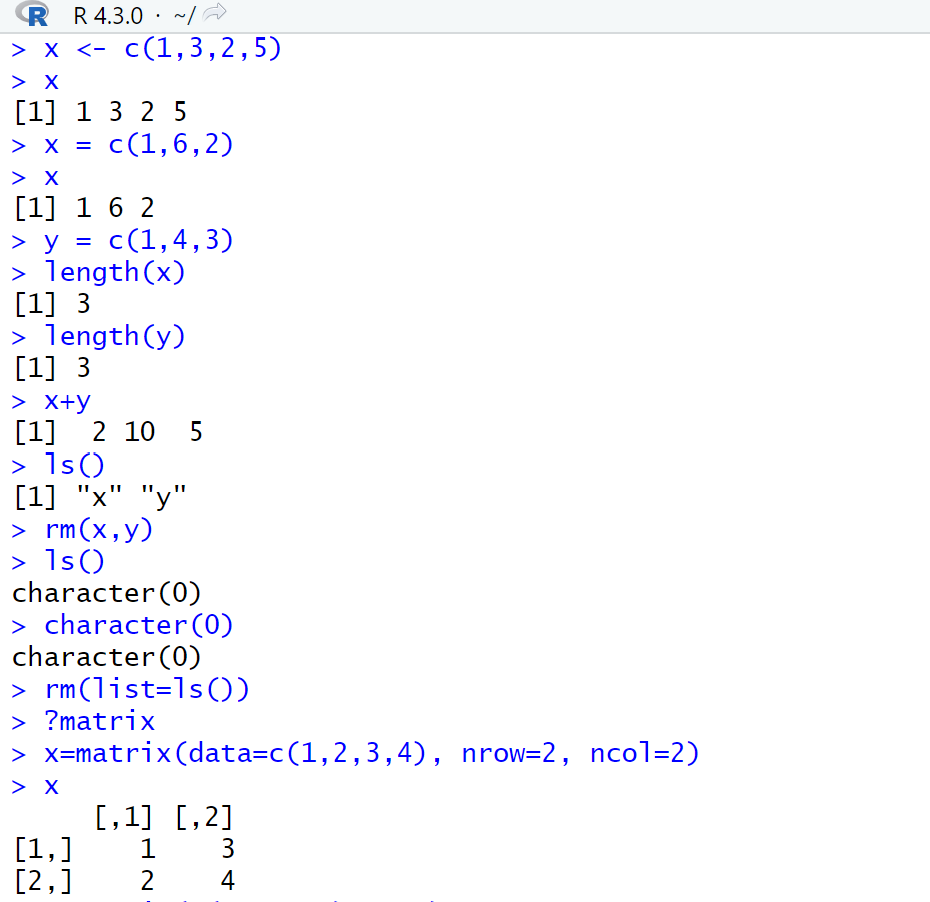 R R 4.3.0 · ~/
> x <- c(1,3,2,5)
> x
[1] 1 3 2 5
> x = c(1,6,2)
> x
[1] 1 6 2
> y = c(1,4,3)
> length(x)
[1] 3
> length(y)
[1] 3
> x+y
[1]  2 10  5
> ls()
[1] "x" "y"
> rm(x,y)
> ls()
character(0)
> character(0)
character(0)
> rm(list=ls())
> ?matrix
> x=matrix(data=c(1,2,3,4), nrow=2, ncol=2)
> x
     [,1] [,2]
[1,]    1    3
[2,]    2    4